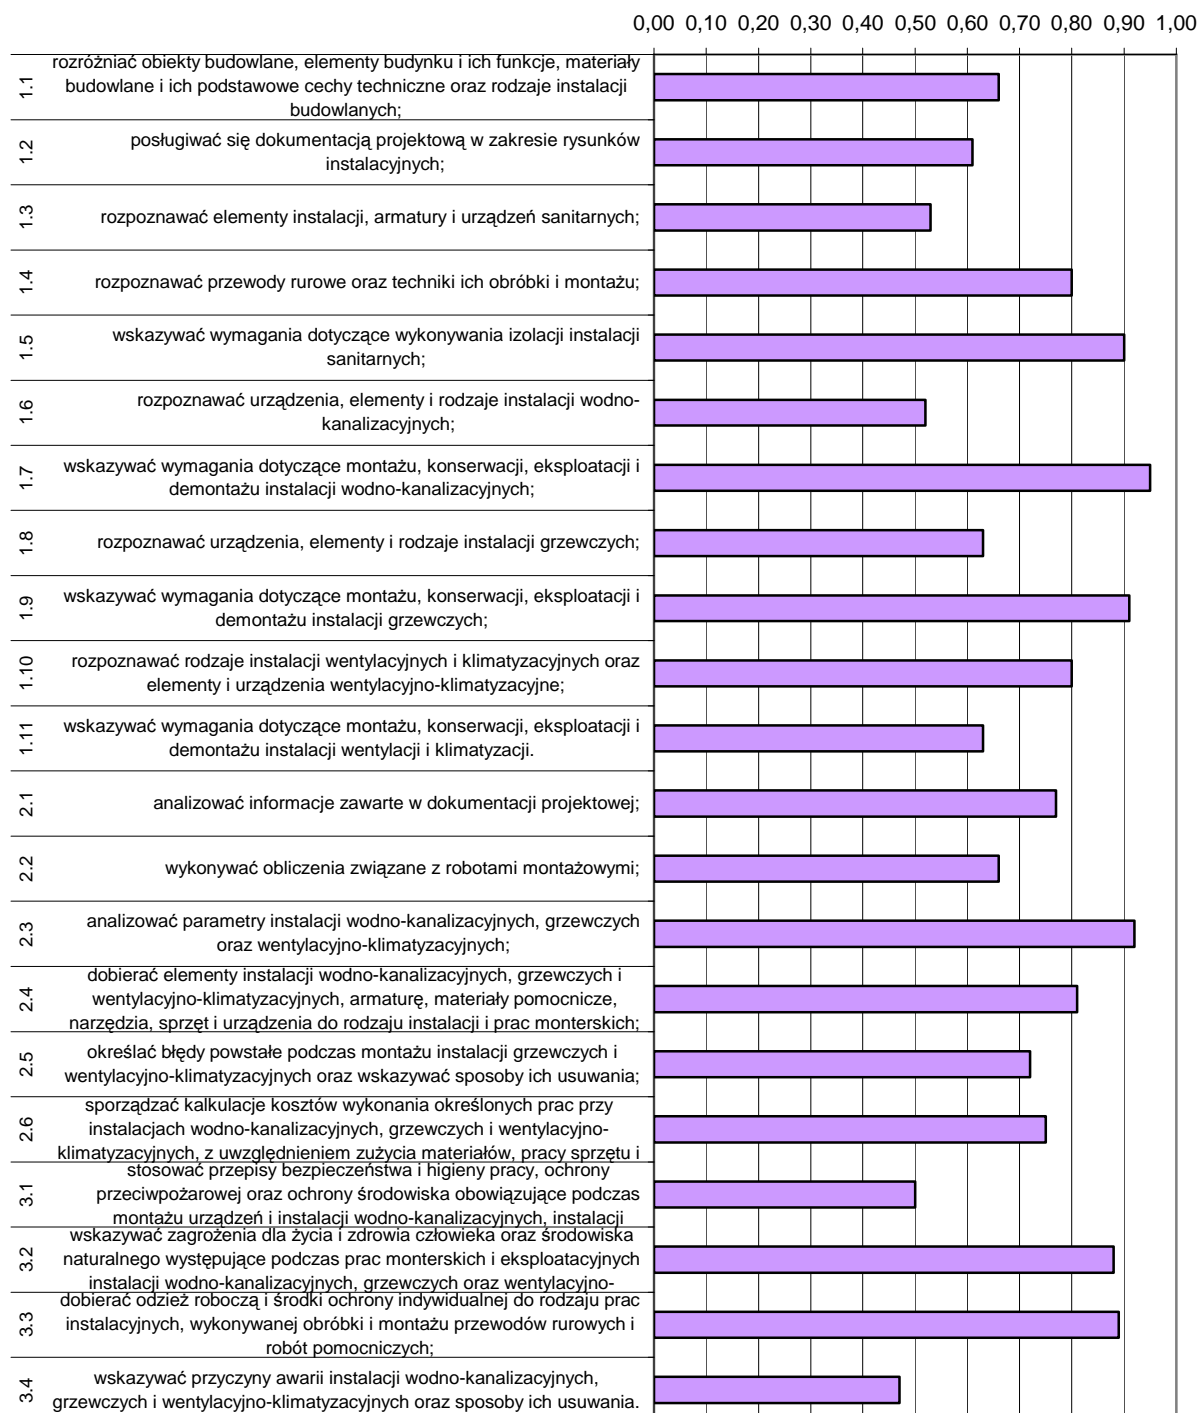 0,00 0,10 0,20 0,30 0,40 0,50 0,60 0,70 0,80 0,90 1,00
1.1
rozróżniać obiekty budowlane, elementy budynku i ich funkcje, materiały
budowlane i ich podstawowe cechy techniczne oraz rodzaje instalacji
budowlanych;
1.2
posługiwać się dokumentacją projektową w zakresie rysunków
instalacyjnych;
1.3
rozpoznawać elementy instalacji, armatury i urządzeń sanitarnych;
1.4
rozpoznawać przewody rurowe oraz techniki ich obróbki i montażu;
1.5
wskazywać wymagania dotyczące wykonywania izolacji instalacji
sanitarnych;
1.6
rozpoznawać urządzenia, elementy i rodzaje instalacji wodno-
kanalizacyjnych;
1.7
wskazywać wymagania dotyczące montażu, konserwacji, eksploatacji i
demontażu instalacji wodno-kanalizacyjnych;
1.8
rozpoznawać urządzenia, elementy i rodzaje instalacji grzewczych;
1.9
wskazywać wymagania dotyczące montażu, konserwacji, eksploatacji i
demontażu instalacji grzewczych;
1.10
rozpoznawać rodzaje instalacji wentylacyjnych i klimatyzacyjnych oraz
elementy i urządzenia wentylacyjno-klimatyzacyjne;
1.11
wskazywać wymagania dotyczące montażu, konserwacji, eksploatacji i
demontażu instalacji wentylacji i klimatyzacji.
2.1
analizować informacje zawarte w dokumentacji projektowej;
2.2
wykonywać obliczenia związane z robotami montażowymi;
2.3
analizować parametry instalacji wodno-kanalizacyjnych, grzewczych
oraz wentylacyjno-klimatyzacyjnych;
2.4
dobierać elementy instalacji wodno-kanalizacyjnych, grzewczych i
wentylacyjno-klimatyzacyjnych, armaturę, materiały pomocnicze,
narzędzia, sprzęt i urządzenia do rodzaju instalacji i prac monterskich;
2.5
określać błędy powstałe podczas montażu instalacji grzewczych i
wentylacyjno-klimatyzacyjnych oraz wskazywać sposoby ich usuwania;
2.6
sporządzać kalkulacje kosztów wykonania określonych prac przy
instalacjach wodno-kanalizacyjnych, grzewczych i wentylacyjno-
klimatyzacyjnych, z uwzględnieniem zużycia materiałów, pracy sprzętu i
3.1
stosować przepisy bezpieczeństwa i higieny pracy, ochrony
przeciwpożarowej oraz ochrony środowiska obowiązujące podczas
montażu urządzeń i instalacji wodno-kanalizacyjnych, instalacji
3.2
wskazywać zagrożenia dla życia i zdrowia człowieka oraz środowiska
naturalnego występujące podczas prac monterskich i eksploatacyjnych
instalacji wodno-kanalizacyjnych, grzewczych oraz wentylacyjno-
3.3
dobierać odzież roboczą i środki ochrony indywidualnej do rodzaju prac
instalacyjnych, wykonywanej obróbki i montażu przewodów rurowych i
robót pomocniczych;
3.4
wskazywać przyczyny awarii instalacji wodno-kanalizacyjnych,
grzewczych i wentylacyjno-klimatyzacyjnych oraz sposoby ich usuwania.